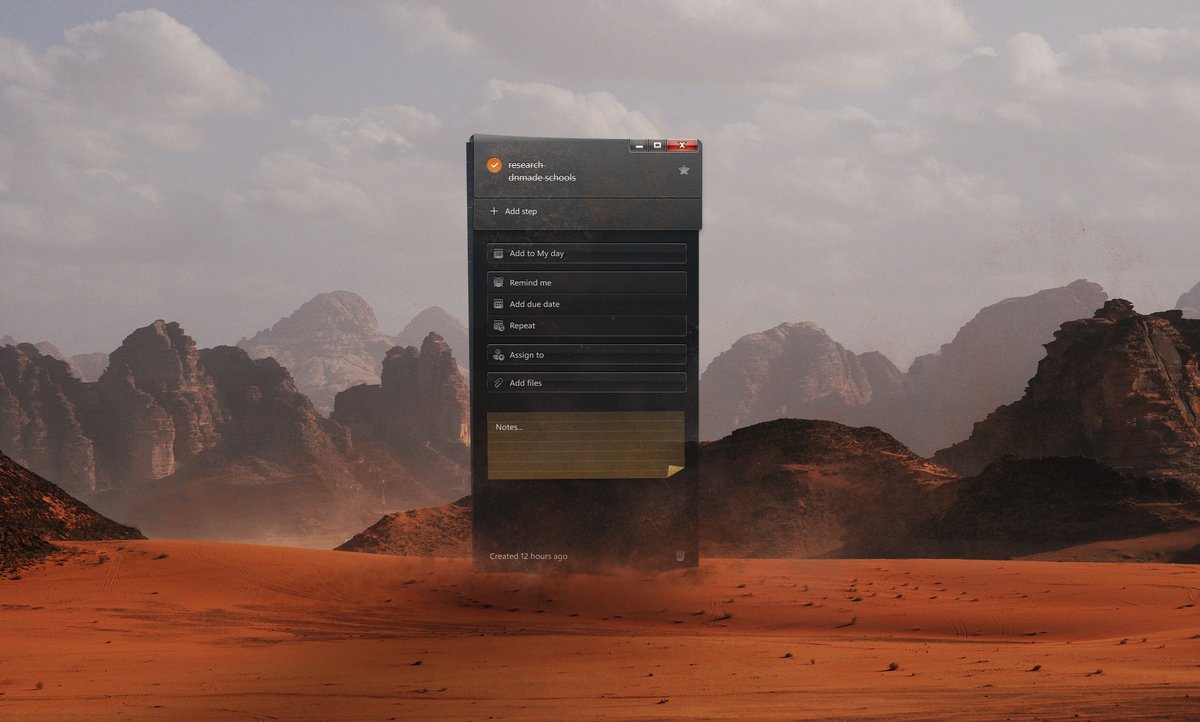 research
dnmade schools
Add step
Add to My day
Remind me
Add due date
Repeat
Assign to
Add files
Notes...
Created 12 hours ago